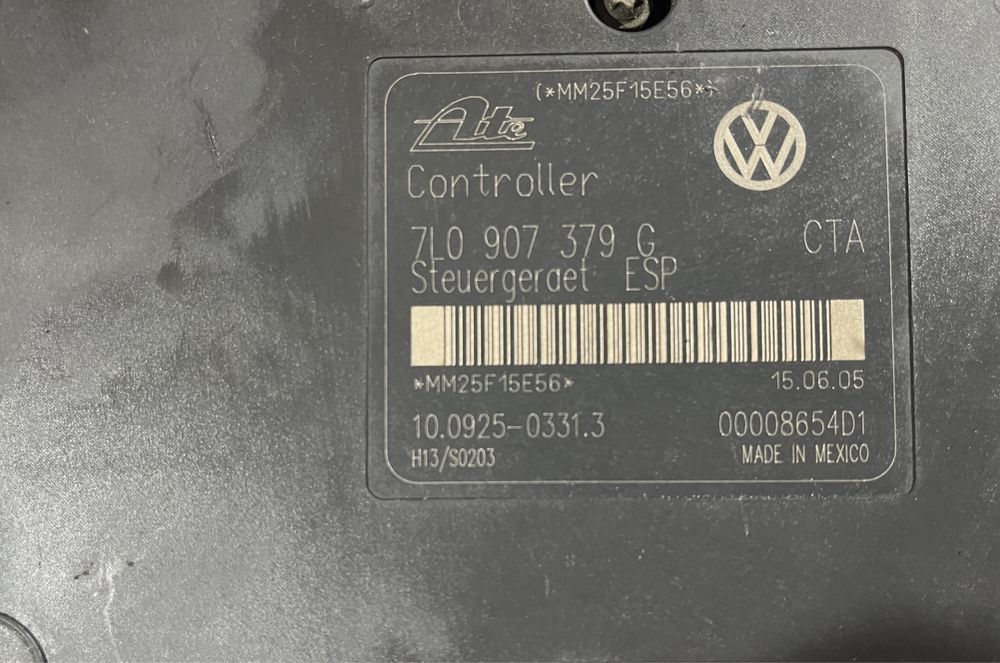 (*MM25F15E56*)
Ate
VW
Controller
7L0 907 379 G CTA
Steuergeraet ESP
*MM25F15E56* 15.06.05
10.0925-0331.3 00008654D1
H13/S0203 MADE IN MEXICO